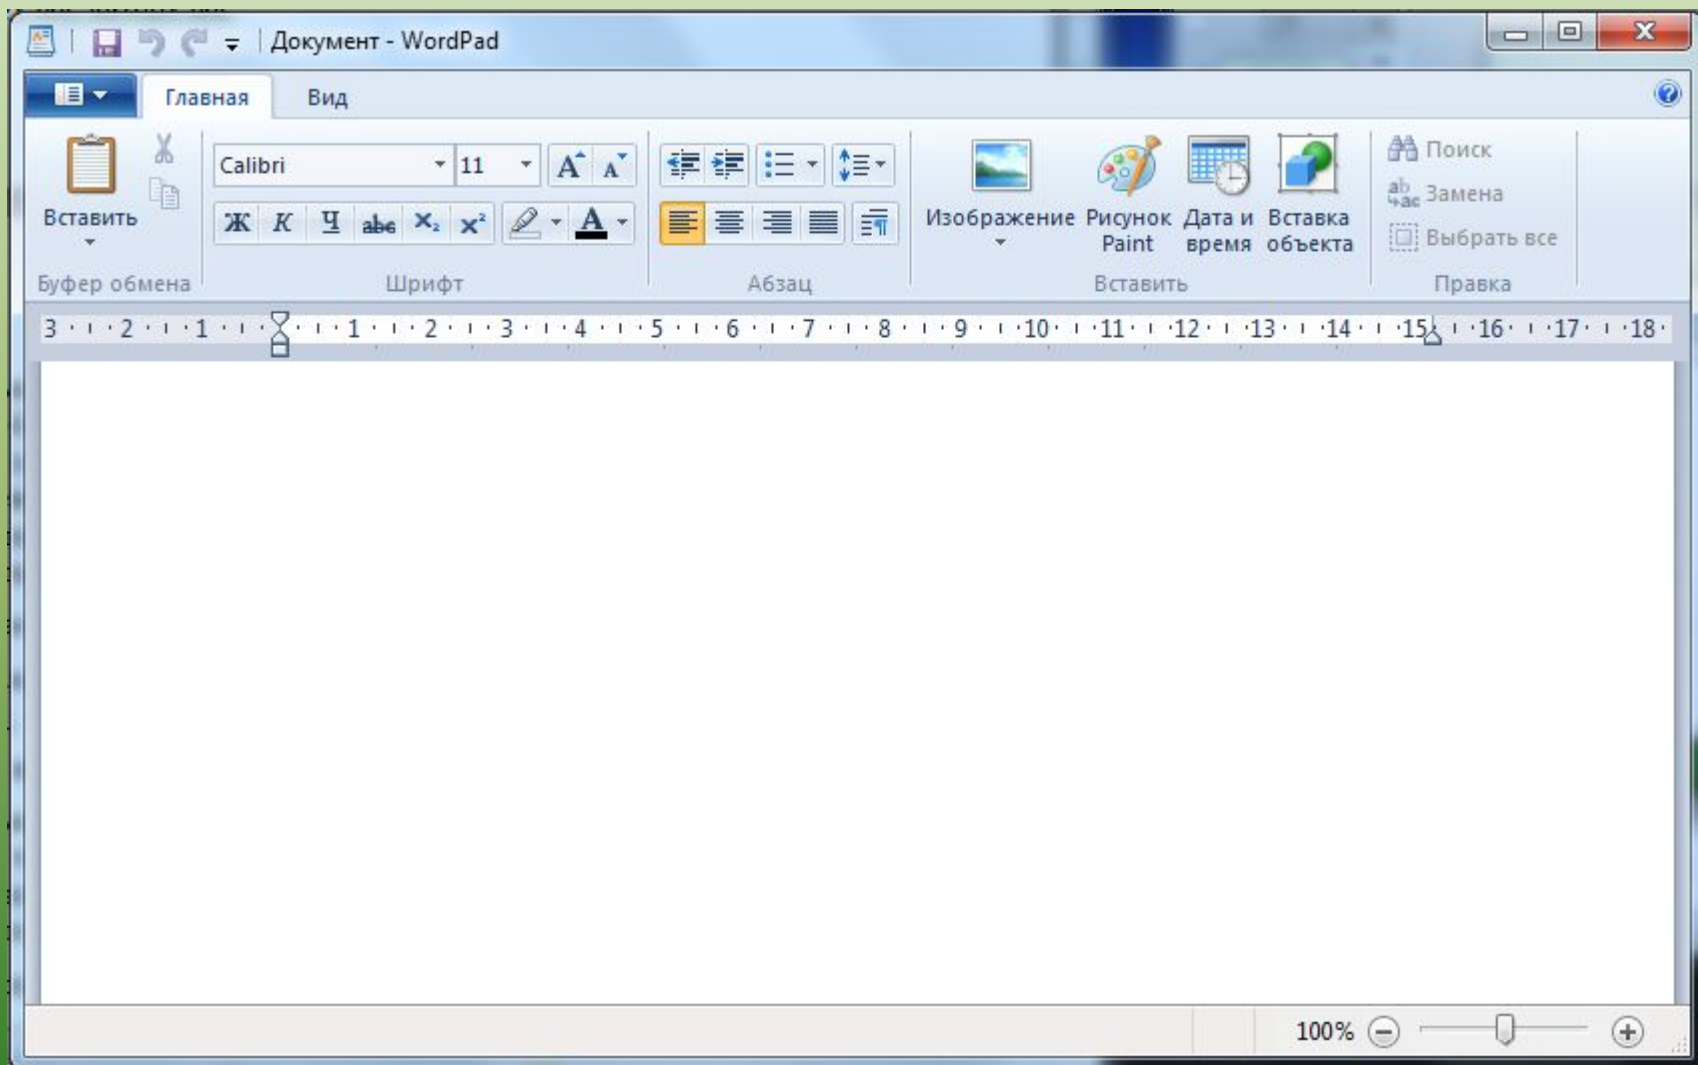 Документ - WordPad
Главная Вид
Calibri 11 A A
Вставить
Ж К Ч abc X₂ x²
A
Изображение
Рисунок
Paint
Дата и
время
Вставка
объекта
Поиск
Замена
Выбрать все
Буфер обмена Шрифт Абзац Вставить Правка
3 2 1 1 2 3 4 5 6 7 8 9 10 11 12 13 14 15 16 17 18
100%